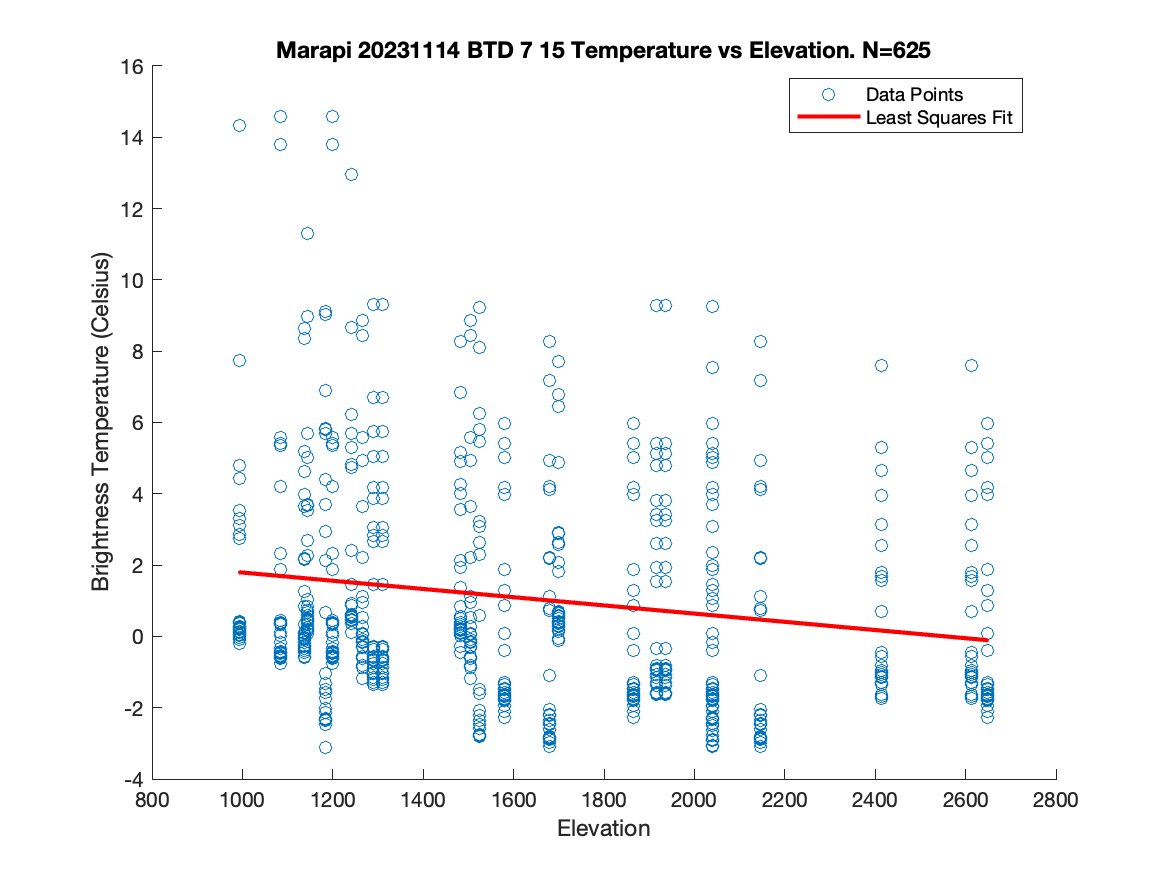 Marapi 20231114 BTD 7 15 Temperature vs Elevation. N=625
Data Points
Least Squares Fit
Brightness Temperature (Celsius)
16
14
12
10
8
6
4
2
0
-2
-4
800 1000 1200 1400 1600 1800 2000 2200 2400 2600 2800
Elevation